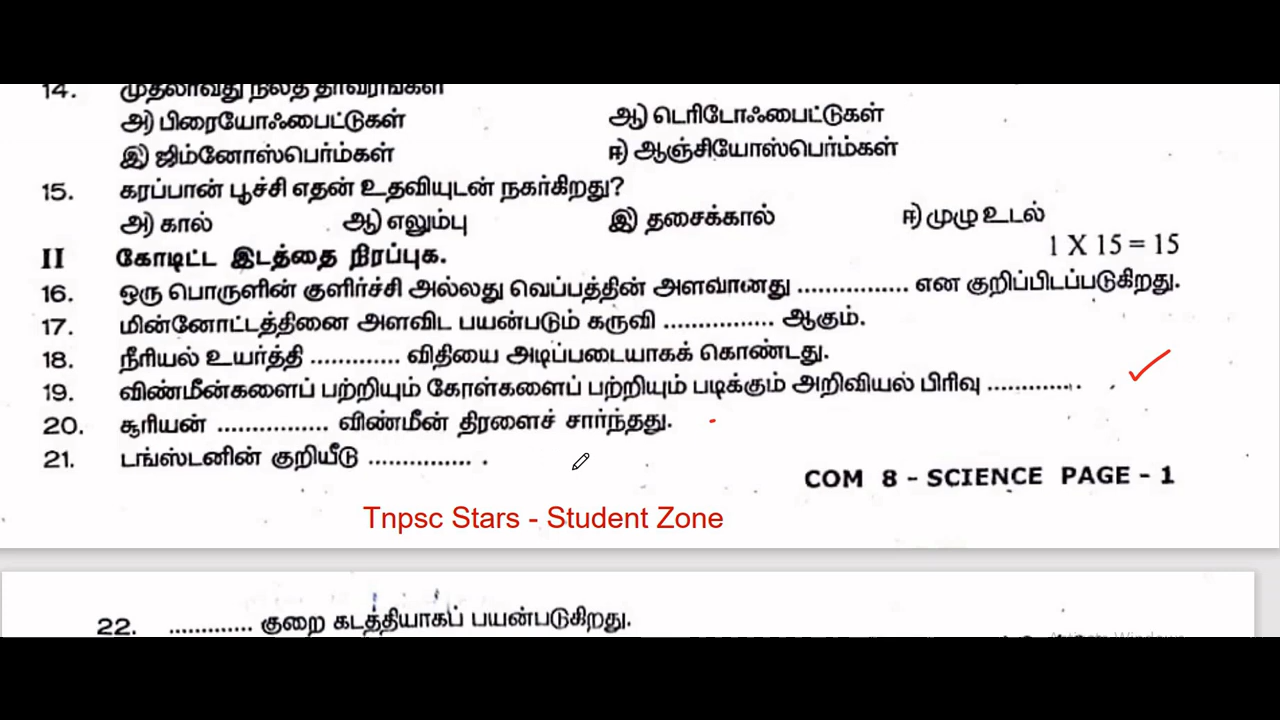 14. முதலாவது நிலத் தாவரங்கள்
அ) பிரையோஃபைட்டுகள் ஆ) டெரிடோஃபைட்டுகள்
இ) ஜிம்னோஸ்பெர்ம்கள் ஈ) ஆஞ்சியோஸ்பெர்ம்கள்
15. கரப்பான் பூச்சி எதன் உதவியுடன் நகர்கிறது?
அ) கால் ஆ) எலும்பு இ) தசைக்கால் ஈ) முழு உடல்
II கோடிட்ட இடத்தை நிரப்புக. 1 X 15 = 15
16. ஒரு பொருளின் குளிர்ச்சி அல்லது வெப்பத்தின் அளவானது ................ என குறிப்பிடப்படுகிறது.
17. மின்னோட்டத்தினை அளவிட பயன்படும் கருவி ................ ஆகும்.
18. நீரியல் உயர்த்தி ............. விதியை அடிப்படையாகக் கொண்டது.
19. விண்மீன்களைப் பற்றியும் கோள்களைப் பற்றியும் படிக்கும் அறிவியல் பிரிவு ............. .
20. சூரியன் ................ விண்மீன் திரளைச் சார்ந்தது.
21. டங்ஸ்டனின் குறியீடு ............... .
COM 8 - SCIENCE PAGE - 1
Tnpsc Stars - Student Zone
22. ............. குறை கடத்தியாகப் பயன்படுகிறது.